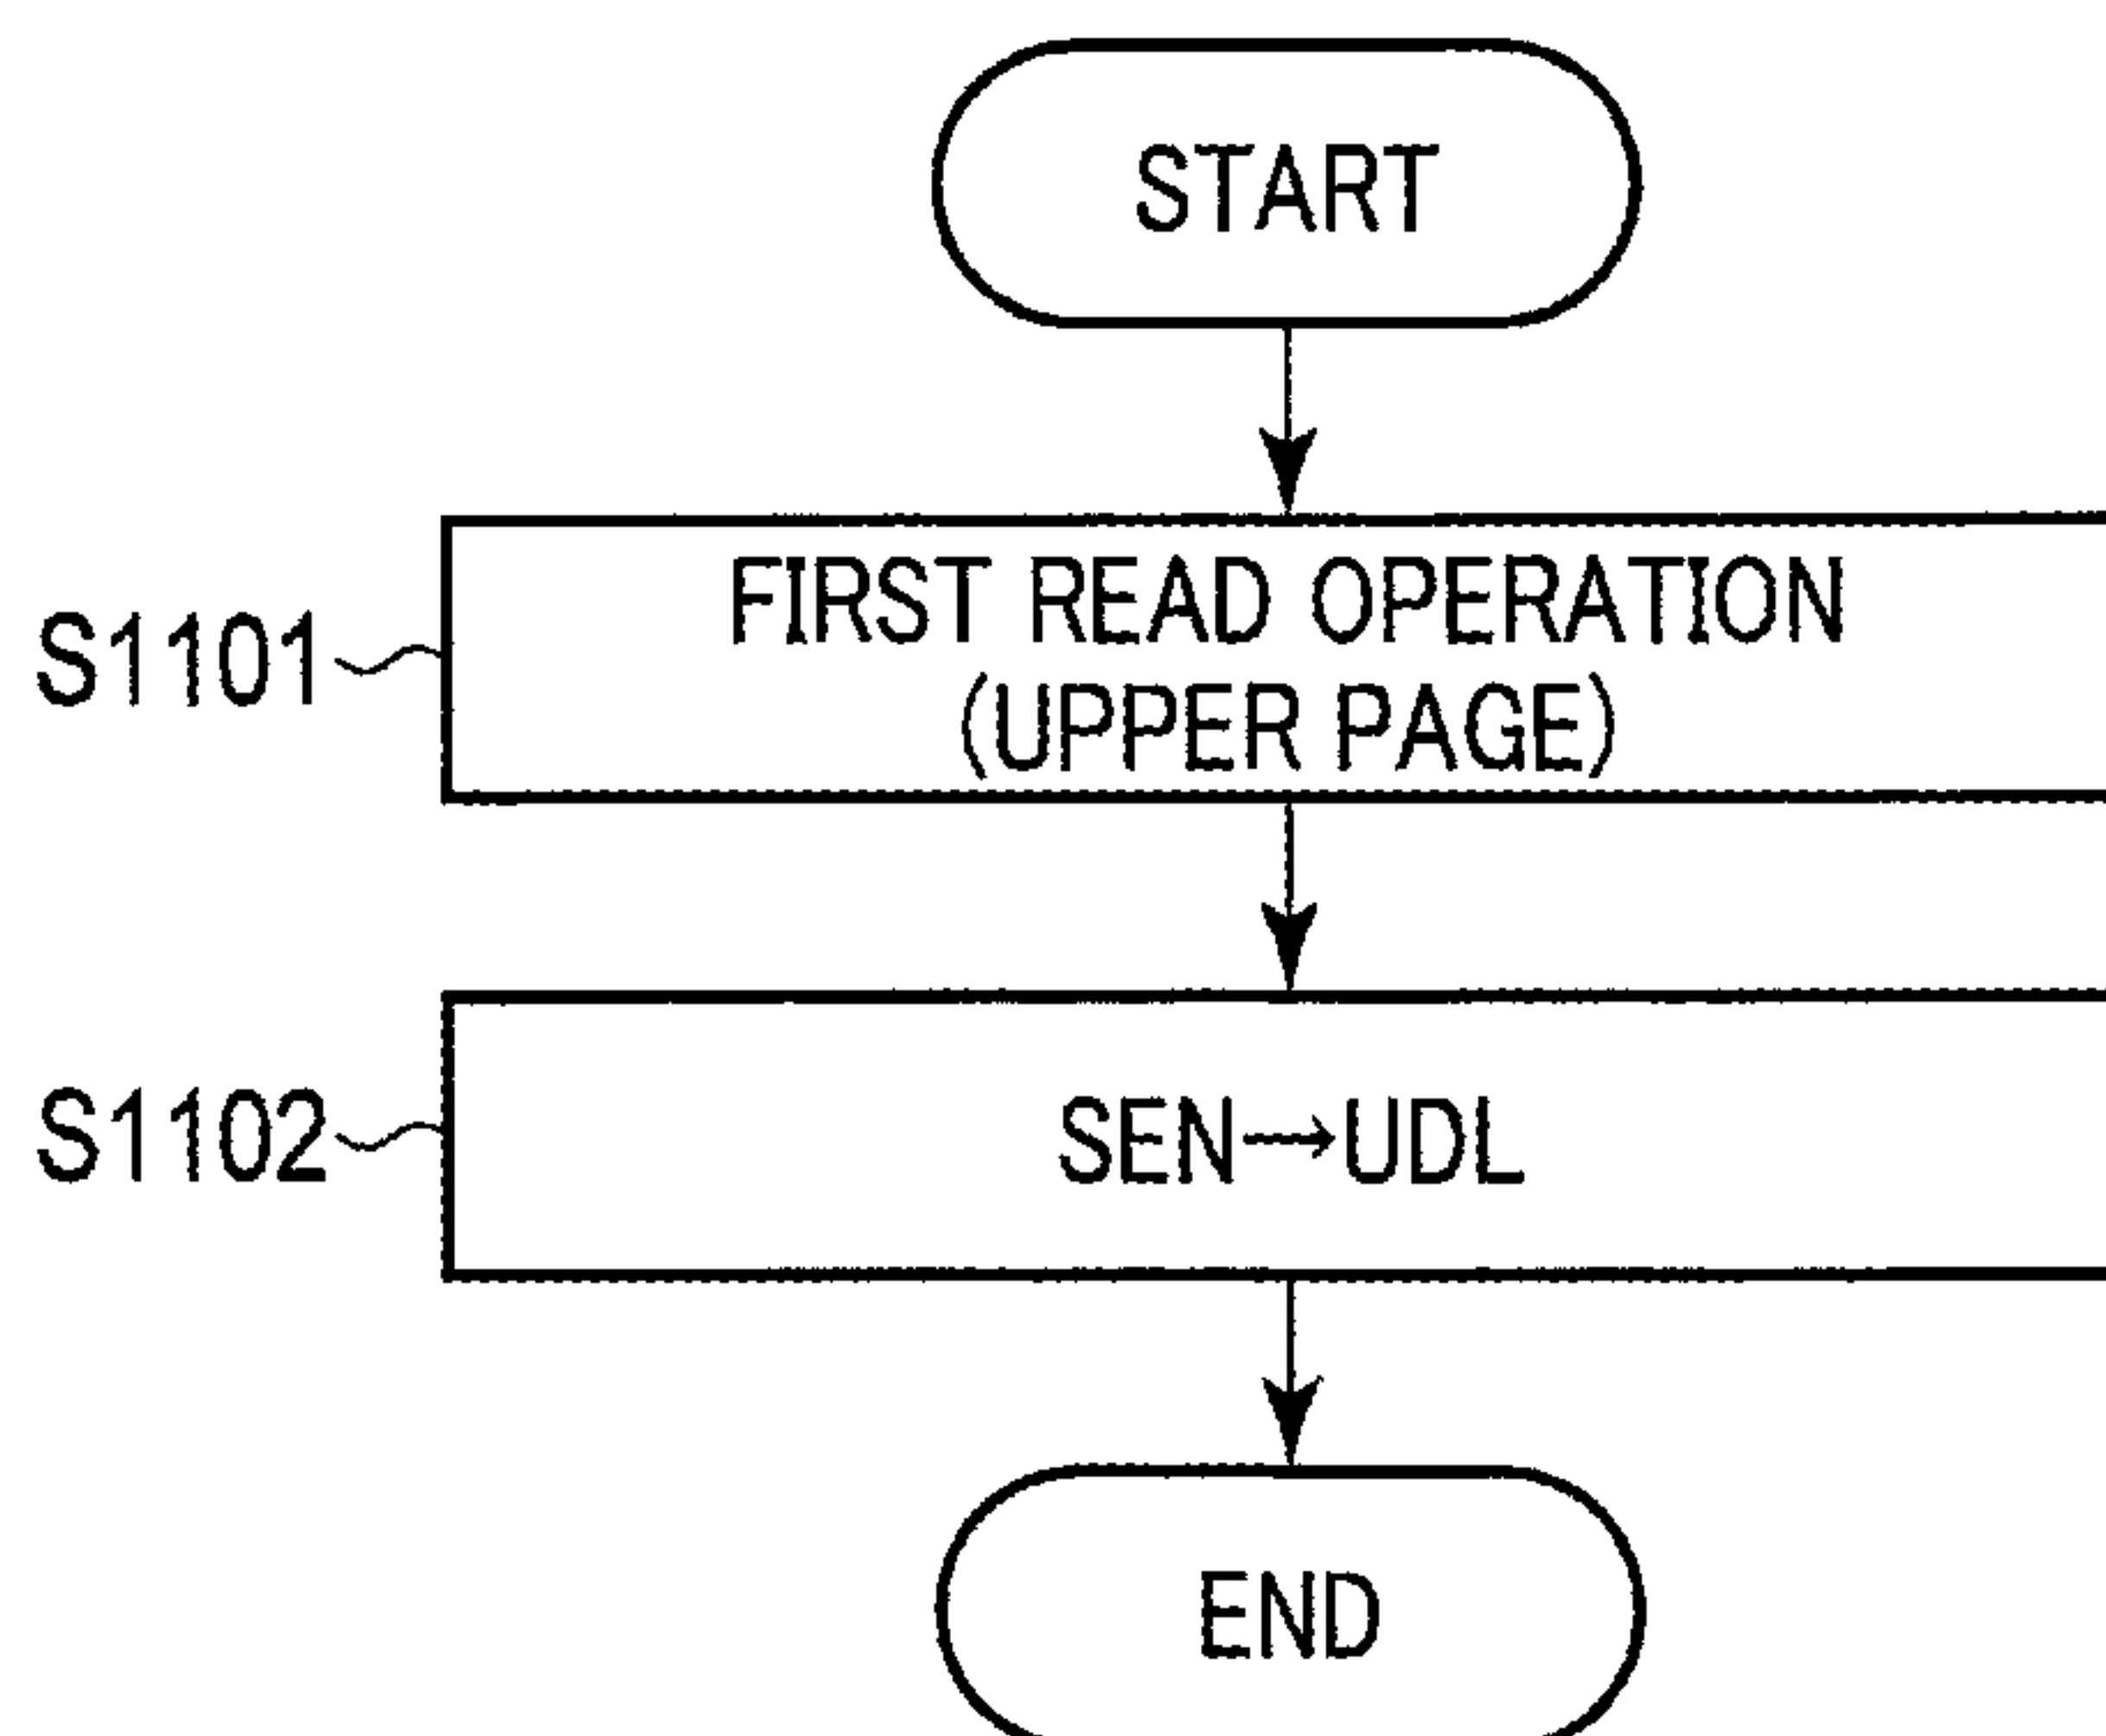 START
FIRST READ OPERATION
S1101
(UPPER PAGE)
S1102
SEN→UDL
END